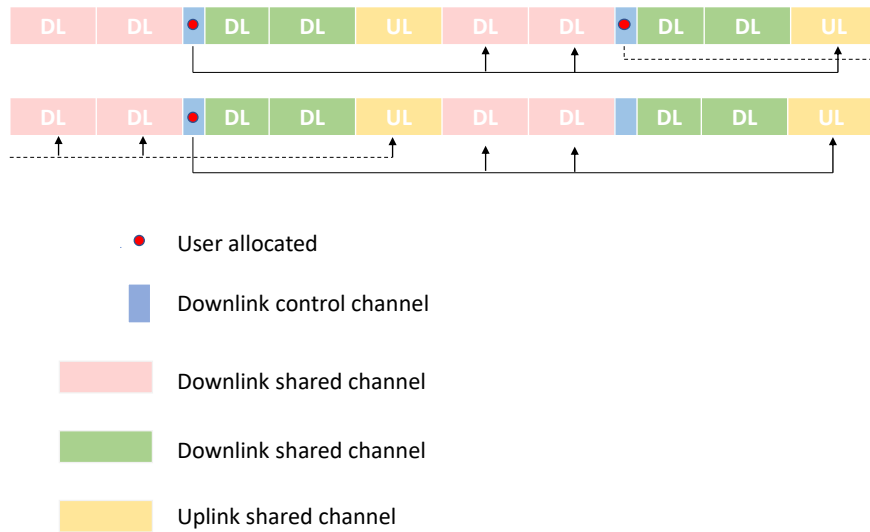 DL DL DL DL UL DL DL DL DL UL
DL DL DL DL UL DL DL DL DL UL
User allocated
Downlink control channel
Downlink shared channel
Downlink shared channel
Uplink shared channel